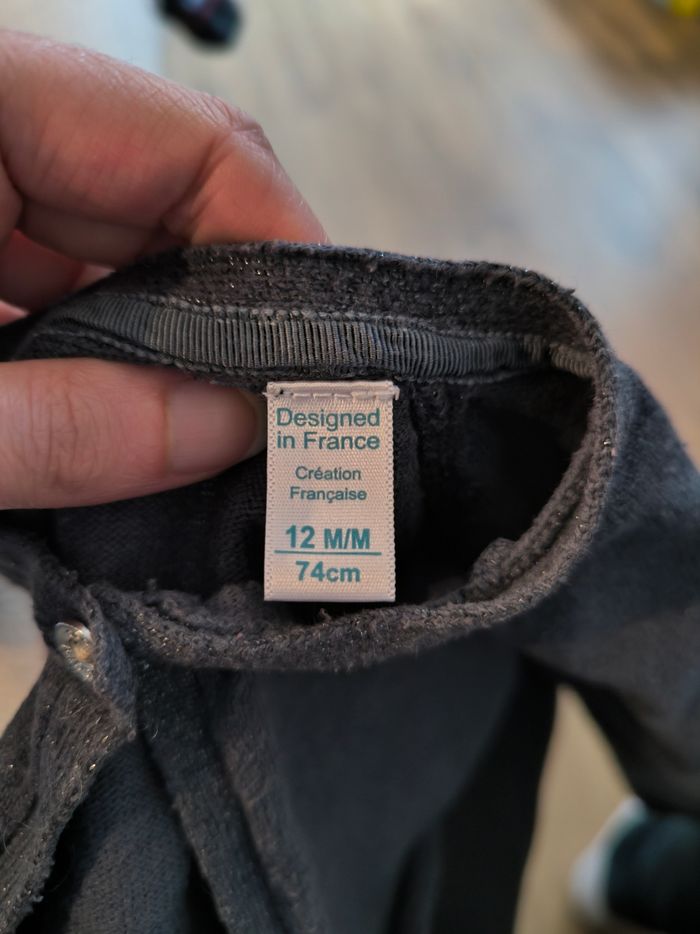 Designed
in France
Création
Française
12 M/M
74cm